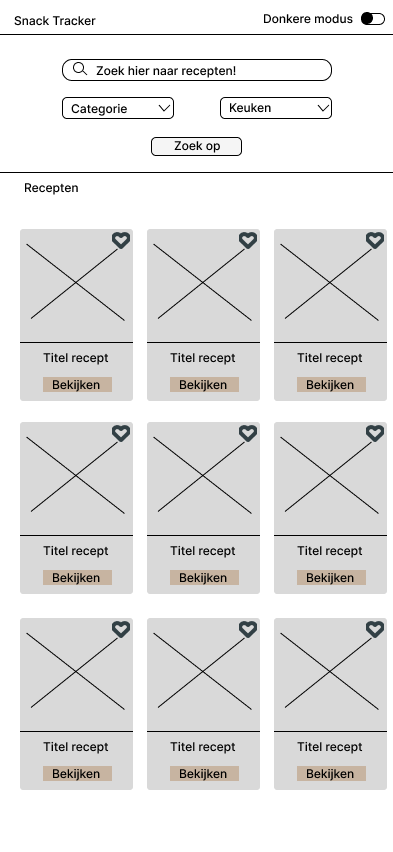 Snack Tracker
Donkere modus
Zoek hier naar recepten!
Categorie
Keuken
Zoek op
Recepten
Titel recept
Titel recept
Titel recept
Bekijken
Bekijken
Bekijken
Titel recept
Titel recept
Titel recept
Bekijken
Bekijken
Bekijken
Titel recept
Titel recept
Titel recept
Bekijken
Bekijken
Bekijken